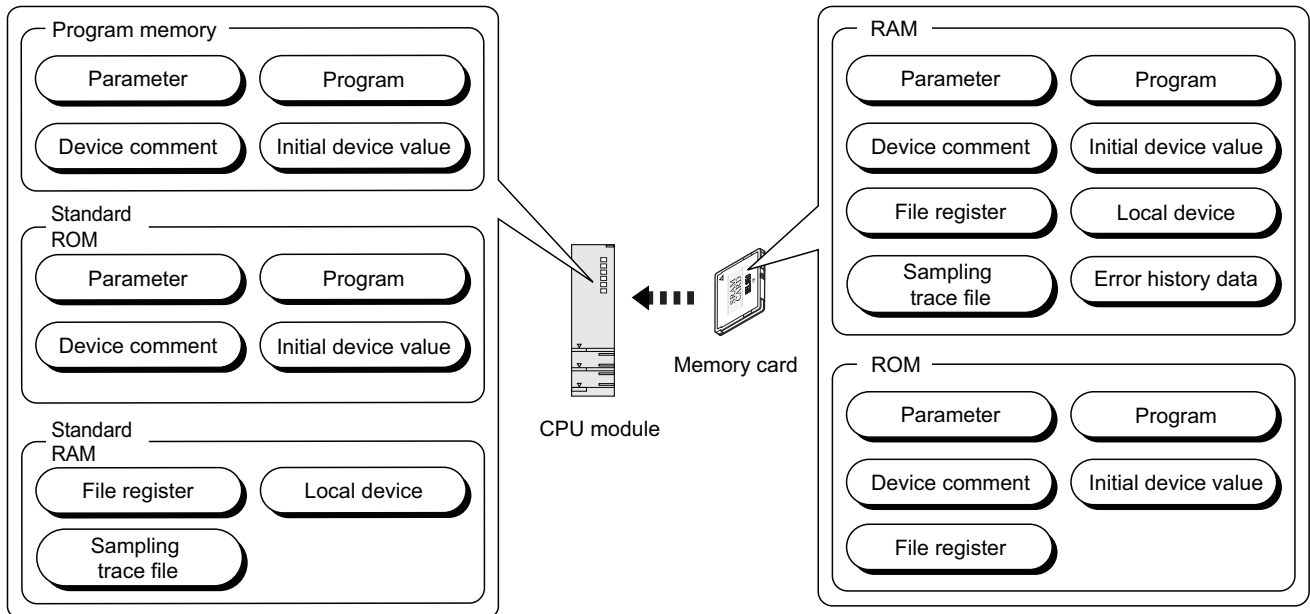 Program memory
Parameter
Program
Device comment
Initial device value
Standard
ROM
Parameter
Program
Device comment
Initial device value
Standard
RAM
File register
Local device
Sampling
trace file
CPU module
SRAM
CARD
Memory card
RAM
Parameter
Program
Device comment
Initial device value
File register
Local device
Sampling
trace file
Error history data
ROM
Parameter
Program
Device comment
Initial device value
File register